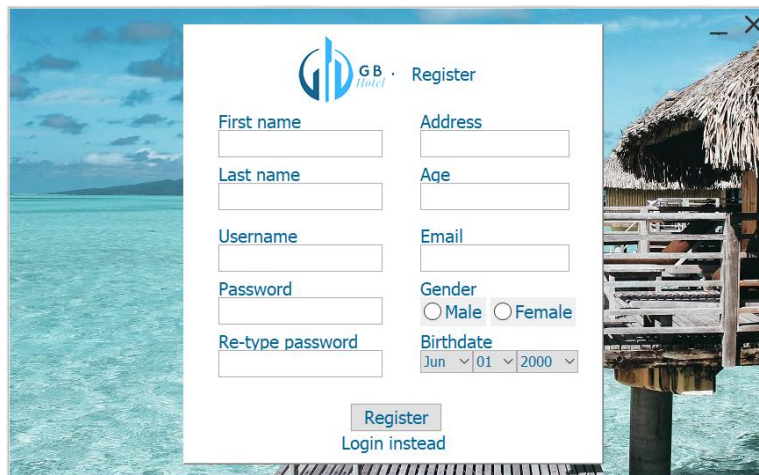 GB · Register
Hotel
First name Address
Last name Age
Username Email
Password Gender
Male Female
Re-type password Birthdate
Jun 01 2000
Register
Login instead